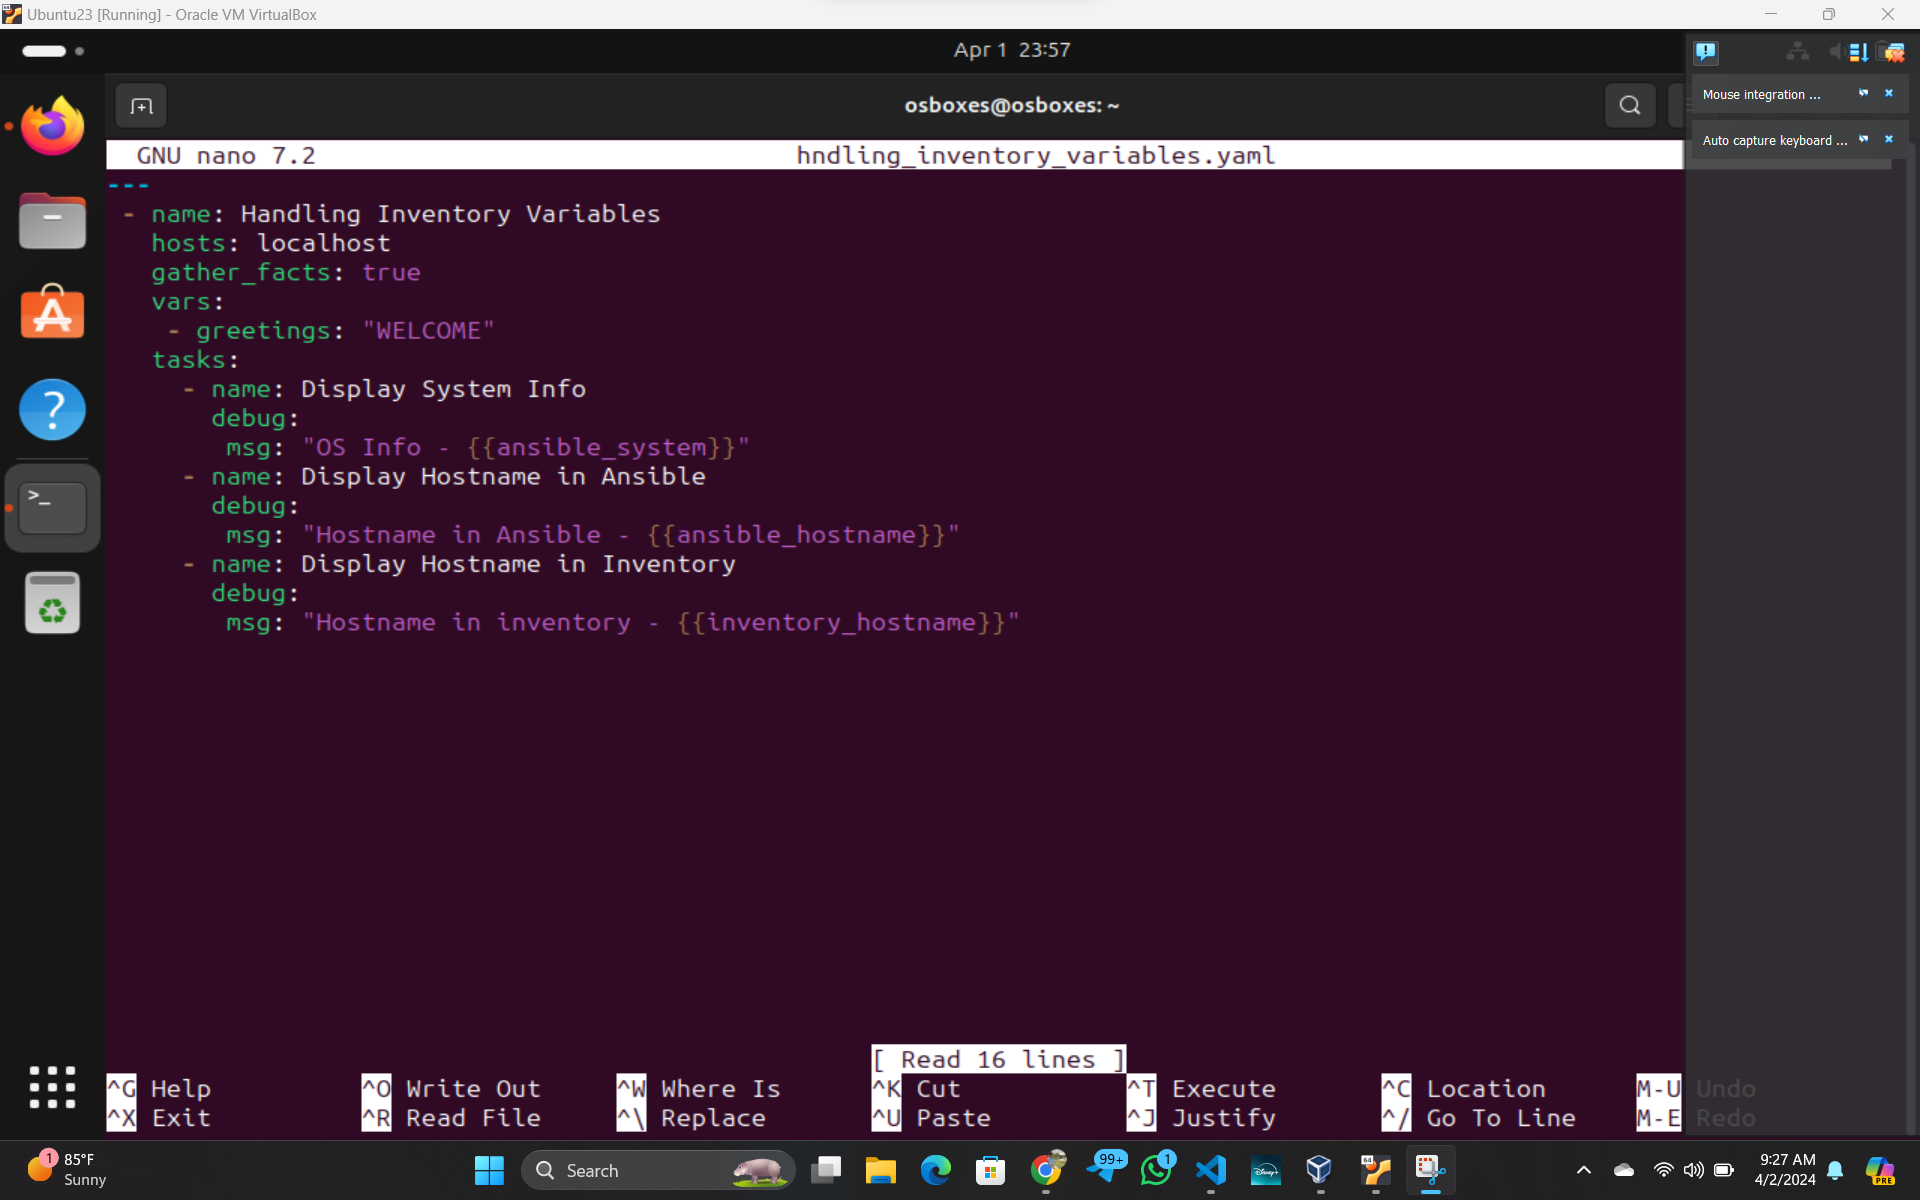 Ubuntu23 [Running] - Oracle VM VirtualBox
Apr 1 23:57
osboxes@osboxes: ~
Mouse integration ...
Auto capture keyboard ...
GNU nano 7.2 hndling_inventory_variables.yaml
---
- name: Handling Inventory Variables
hosts: localhost
gather_facts: true
vars:
- greetings: "WELCOME"
tasks:
- name: Display System Info
debug:
msg: "OS Info - {{ansible_system}}"
- name: Display Hostname in Ansible
debug:
msg: "Hostname in Ansible - {{ansible_hostname}}"
- name: Display Hostname in Inventory
debug:
msg: "Hostname in inventory - {{inventory_hostname}}"
[ Read 16 lines ]
^G Help ^O Write Out ^W Where Is ^K Cut ^T Execute ^C Location M-U Undo
^X Exit ^R Read File ^\ Replace ^U Paste ^J Justify ^/ Go To Line M-E Redo
1
85°F
Sunny
Search
99+
1
Disney+
64
PRE
9:27 AM
4/2/2024